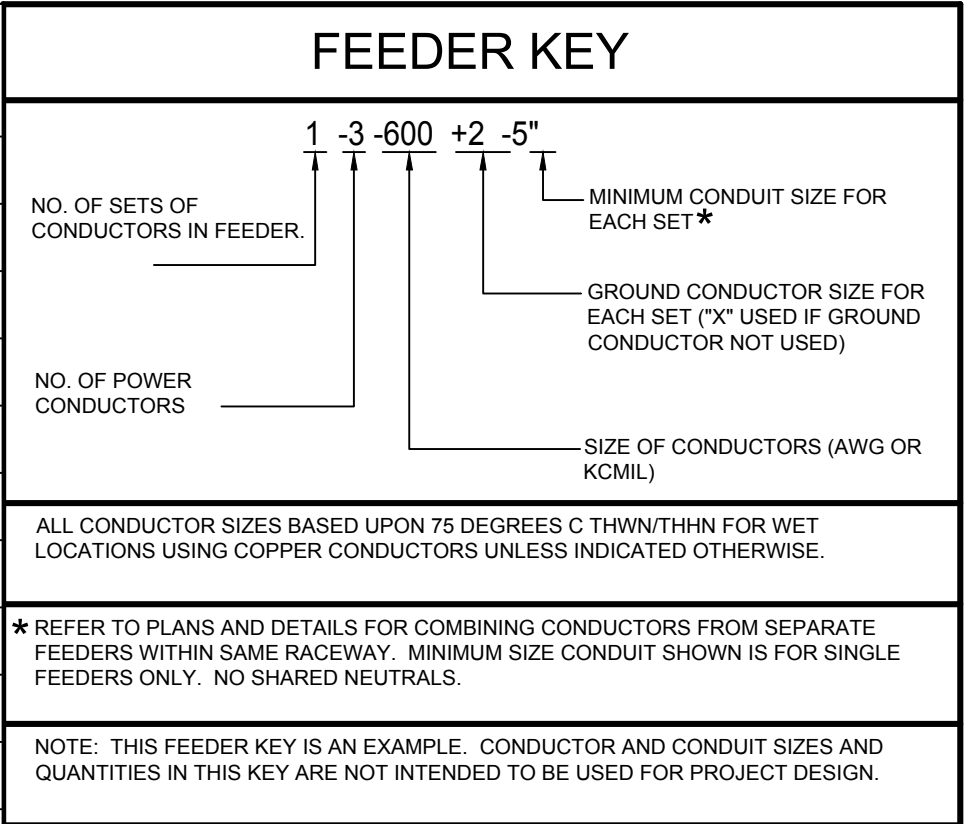 FEEDER KEY
1 -3 -600 +2 -5"
NO. OF SETS OF
CONDUCTORS IN FEEDER.
MINIMUM CONDUIT SIZE FOR
EACH SET*
GROUND CONDUCTOR SIZE FOR
EACH SET ("X" USED IF GROUND
CONDUCTOR NOT USED)
NO. OF POWER
CONDUCTORS
SIZE OF CONDUCTORS (AWG OR
KCMIL)
ALL CONDUCTOR SIZES BASED UPON 75 DEGREES C THWN/THHN FOR WET
LOCATIONS USING COPPER CONDUCTORS UNLESS INDICATED OTHERWISE.
* REFER TO PLANS AND DETAILS FOR COMBINING CONDUCTORS FROM SEPARATE
FEEDERS WITHIN SAME RACEWAY. MINIMUM SIZE CONDUIT SHOWN IS FOR SINGLE
FEEDERS ONLY. NO SHARED NEUTRALS.
NOTE: THIS FEEDER KEY IS AN EXAMPLE. CONDUCTOR AND CONDUIT SIZES AND
QUANTITIES IN THIS KEY ARE NOT INTENDED TO BE USED FOR PROJECT DESIGN.